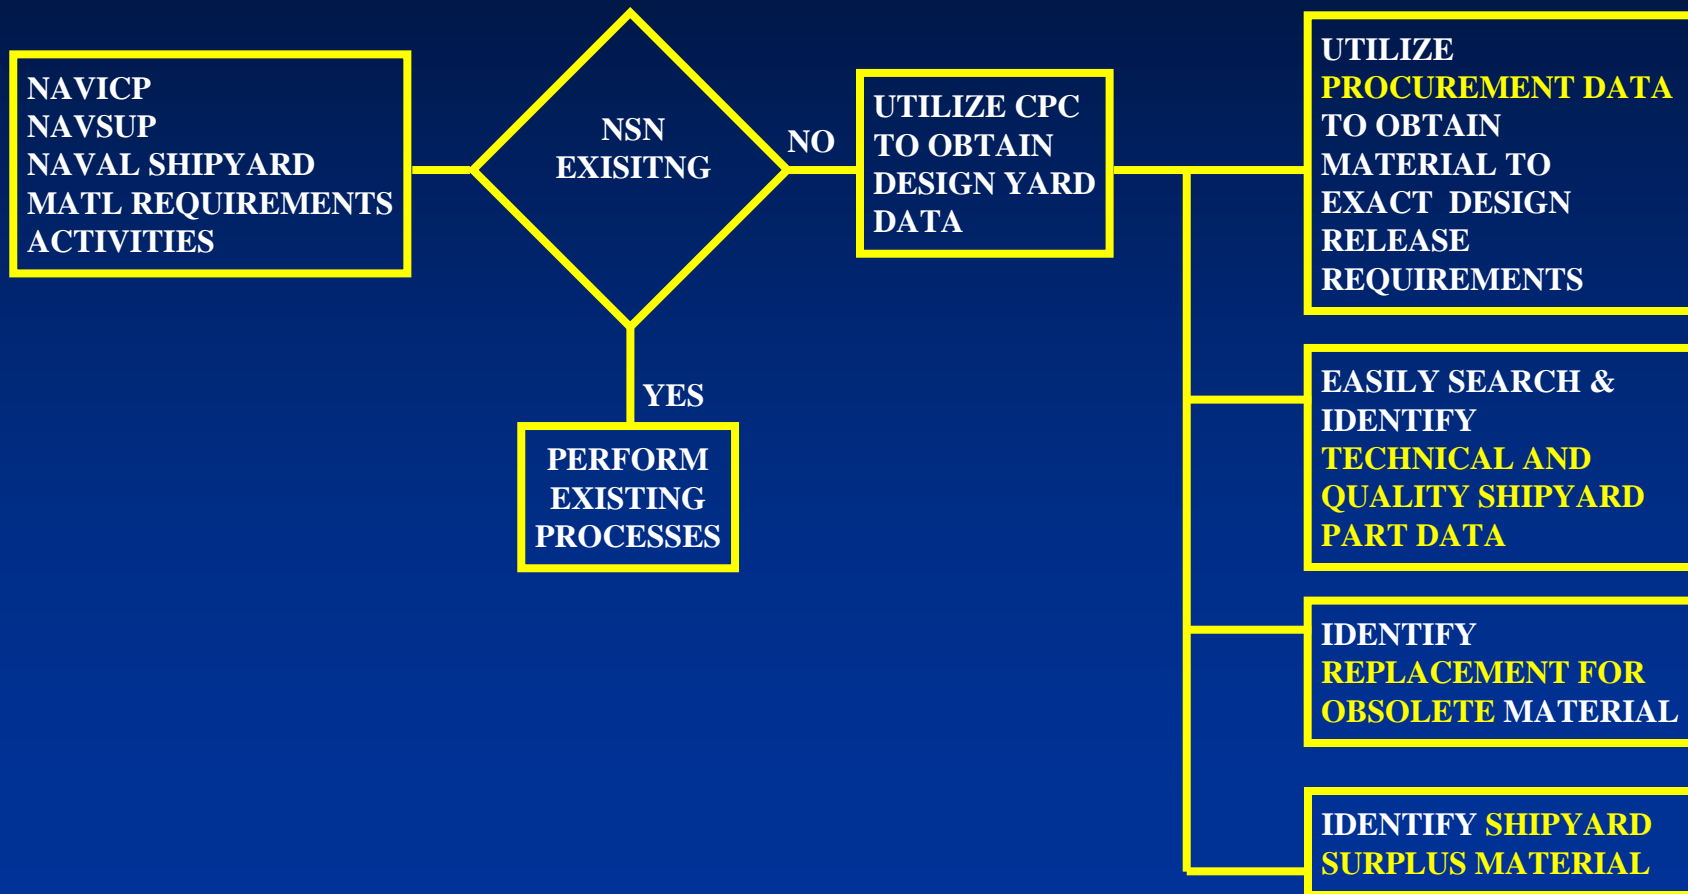 NAVICP
NAVSUP
NAVAL SHIPYARD
MATL REQUIREMENTS
ACTIVITIES
NSN
EXISITNG
NO
YES
PERFORM
EXISTING
PROCESSES
UTILIZE CPC
TO OBTAIN
DESIGN YARD
DATA
UTILIZE
PROCUREMENT DATA
TO OBTAIN
MATERIAL TO
EXACT DESIGN
RELEASE
REQUIREMENTS
EASILY SEARCH &
IDENTIFY
TECHNICAL AND
QUALITY SHIPYARD
PART DATA
IDENTIFY
REPLACEMENT FOR
OBSOLETE MATERIAL
IDENTIFY SHIPYARD
SURPLUS MATERIAL